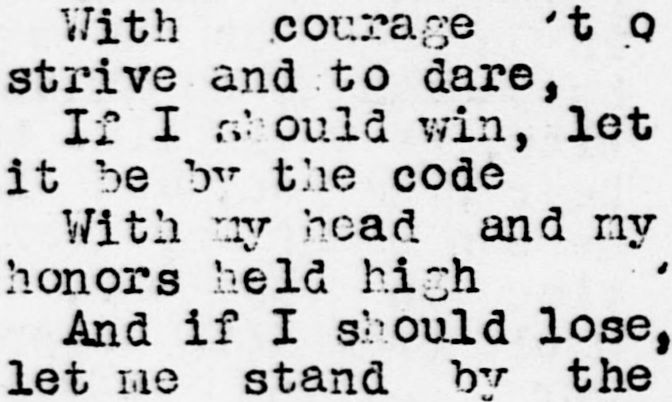 With courage to
strive and to dare,
If I should win, let
it be by the code
With my head and my
honors held high
And if I should lose,
let me stand by the